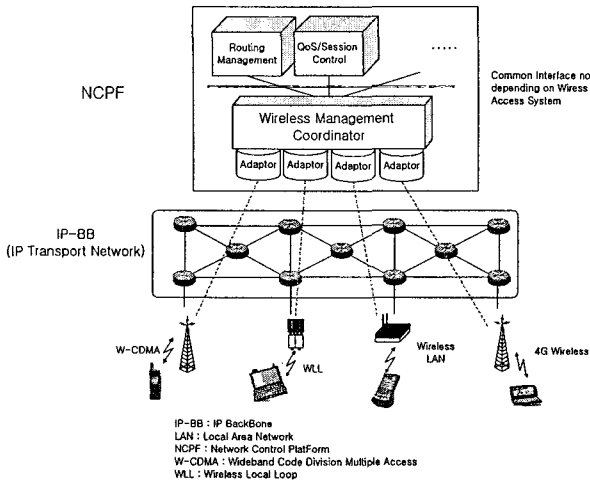 Routing
Management
QoS/Session
Control
.....
NCPF
Common Interface no
depending on Wiress
Access System
Wireless Management
Coordinator
Adaptor Adaptor Adaptor Adaptor
IP-BB
(IP Transport Network)
W-CDMA
WLL
Wireless
LAN
4G Wireless
IP-BB : IP BackBone
LAN : Local Area Network
NCPF : Network Control PlatForm
W-CDMA : Wideband Code Division Multiple Access
WLL : Wireless Local Loop